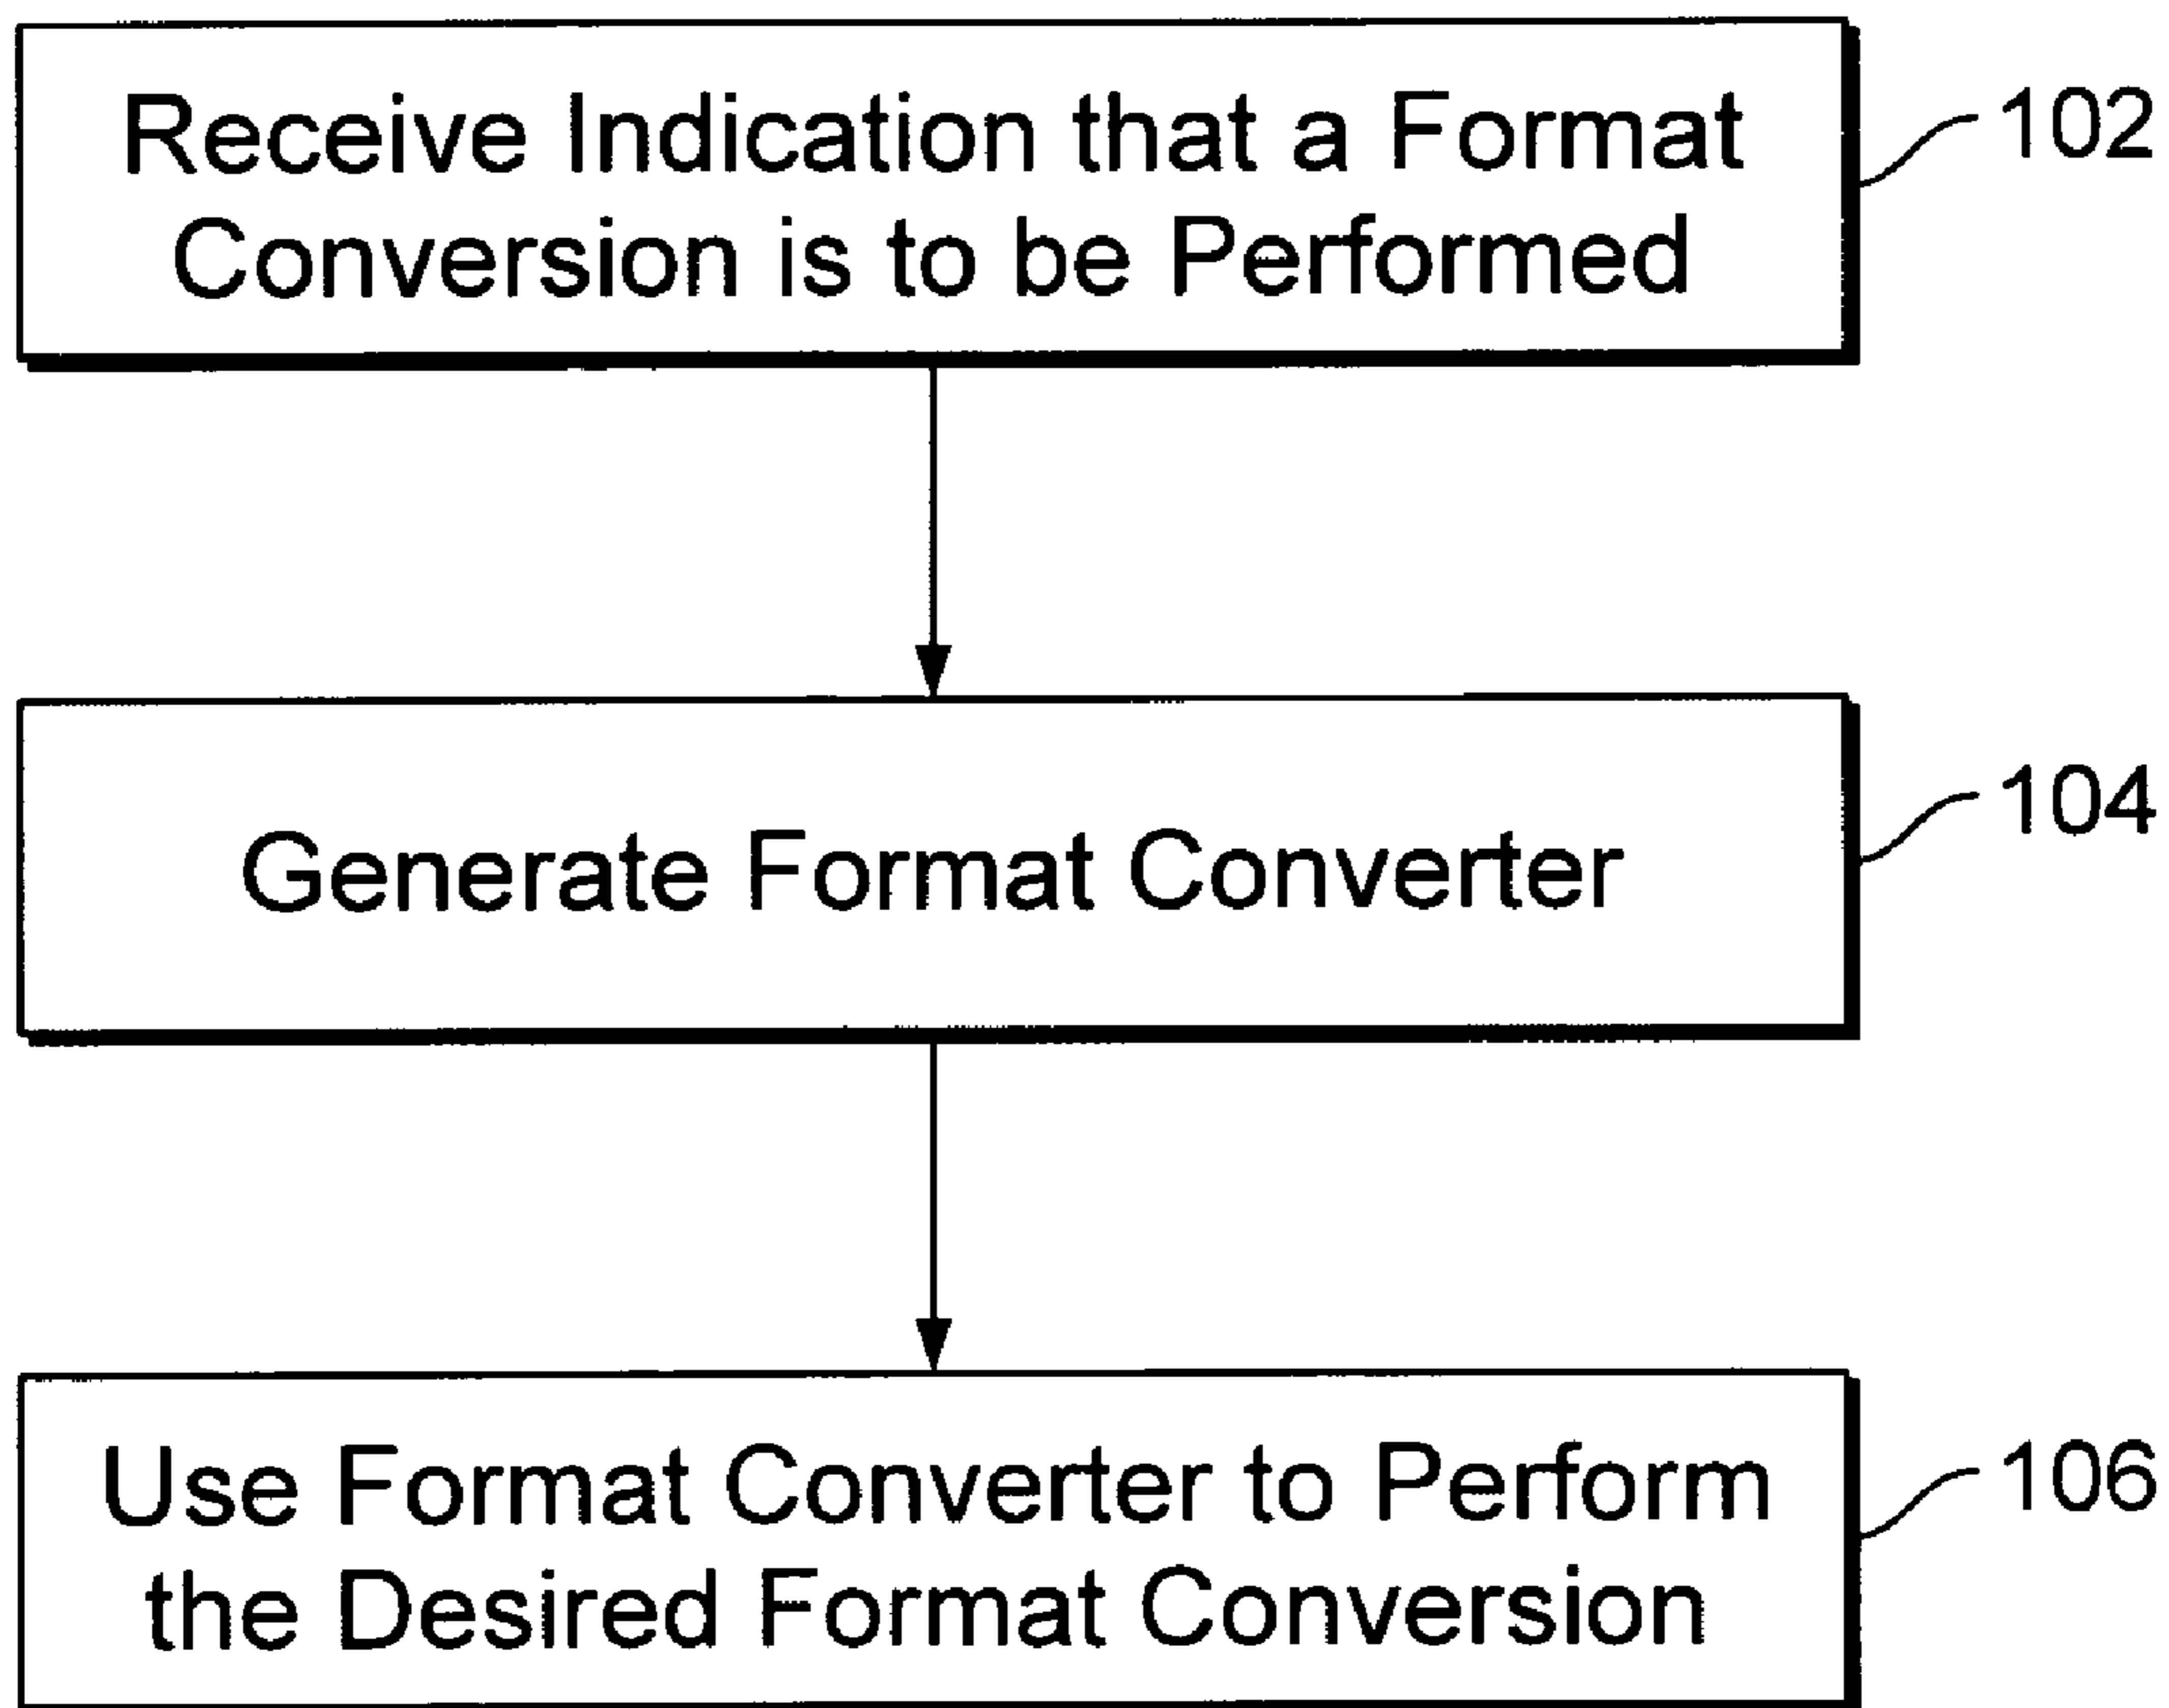 Receive Indication that a Format
Conversion is to be Performed
102
Generate Format Converter
104
Use Format Converter to Perform
the Desired Format Conversion
106